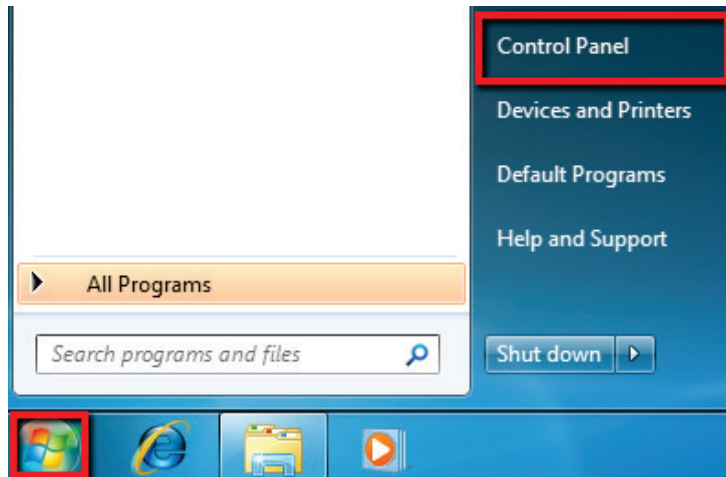 Control Panel
Devices and Printers
Default Programs
Help and Support
All Programs
Search programs and files
Shut down